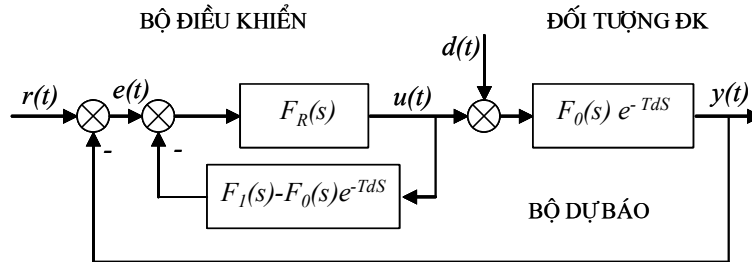 BỘ ĐIỀU KHIỂN
ĐỐI TƯỢNG ĐK
d(t)
r(t)
e(t)
F_R(s)
u(t)
F_0(s) e^{-TdS}
y(t)
-
-
F_1(s)-F_0(s)e^{-TdS}
BỘ DỰ BÁO